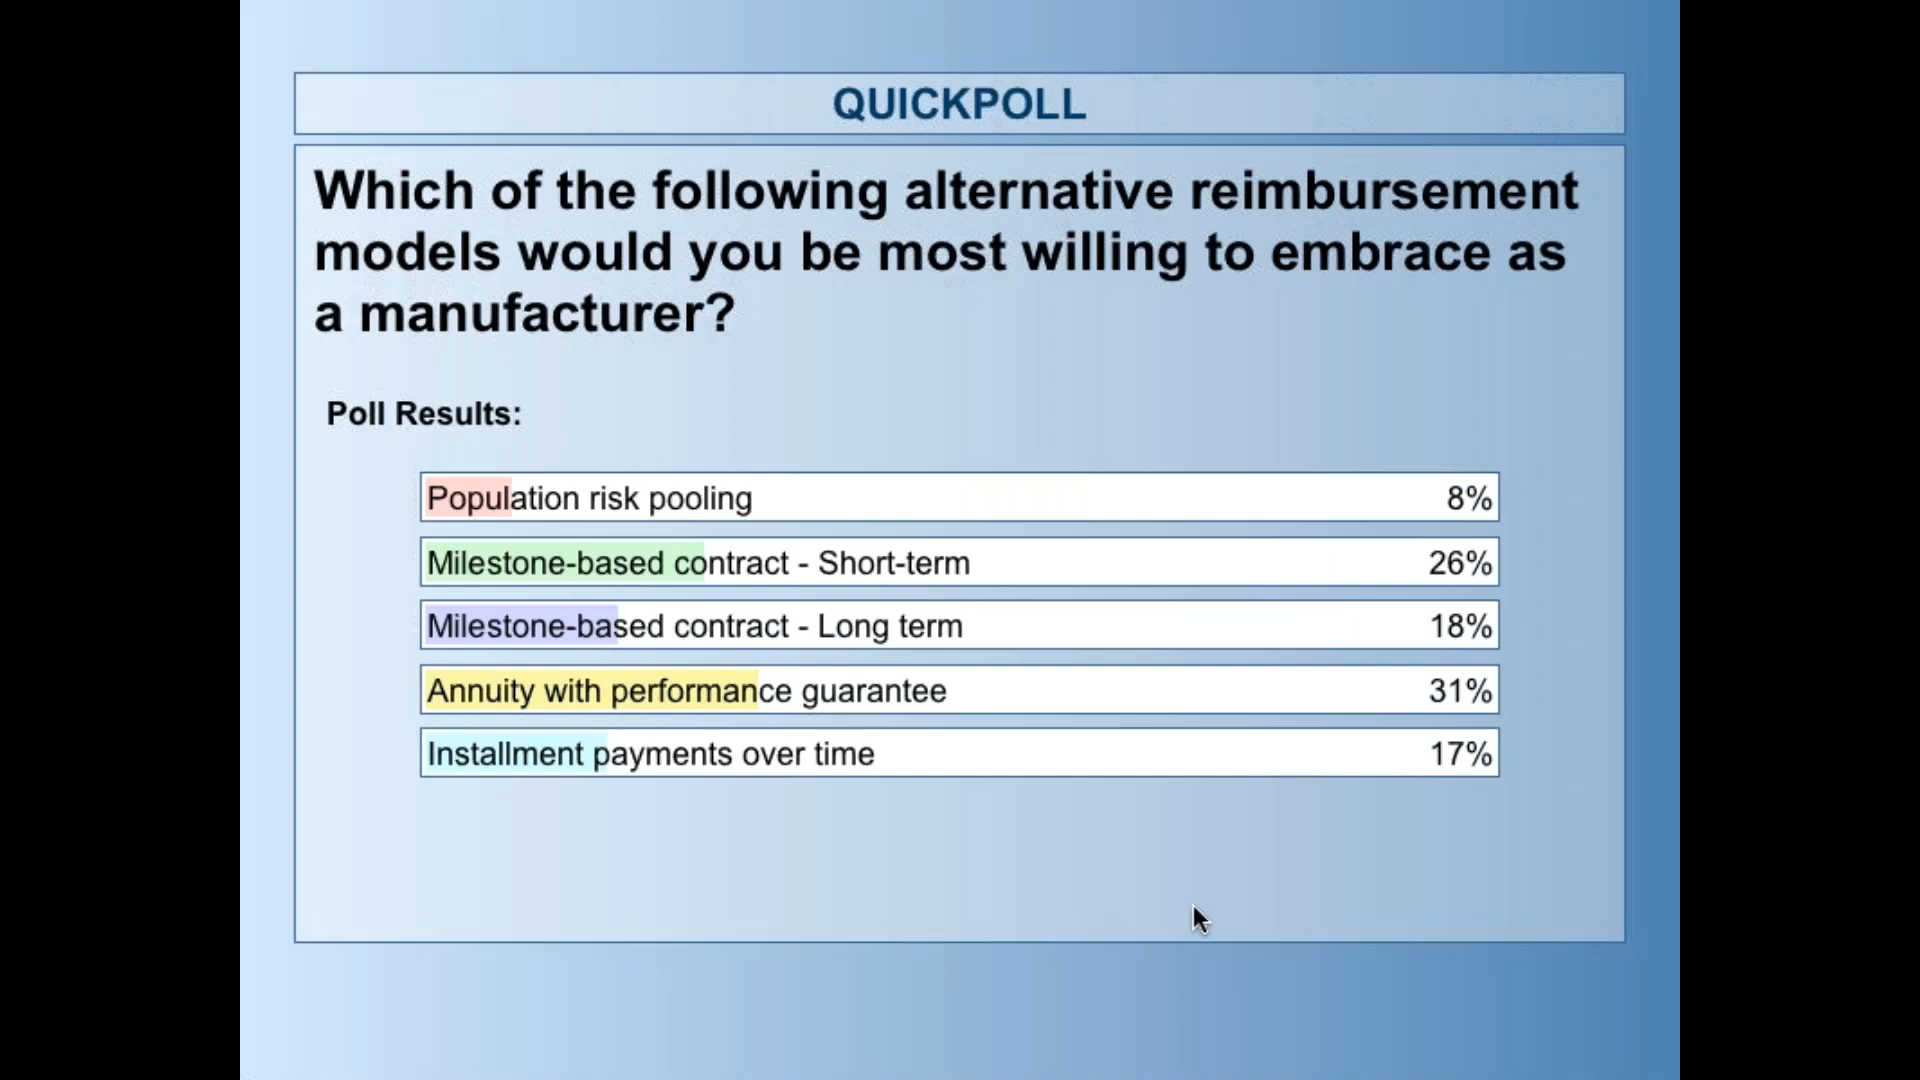 QUICKPOLL
Which of the following alternative reimbursement
models would you be most willing to embrace as
a manufacturer?
Poll Results:
Population risk pooling 8%
Milestone-based contract - Short-term 26%
Milestone-based contract - Long term 18%
Annuity with performance guarantee 31%
Installment payments over time 17%